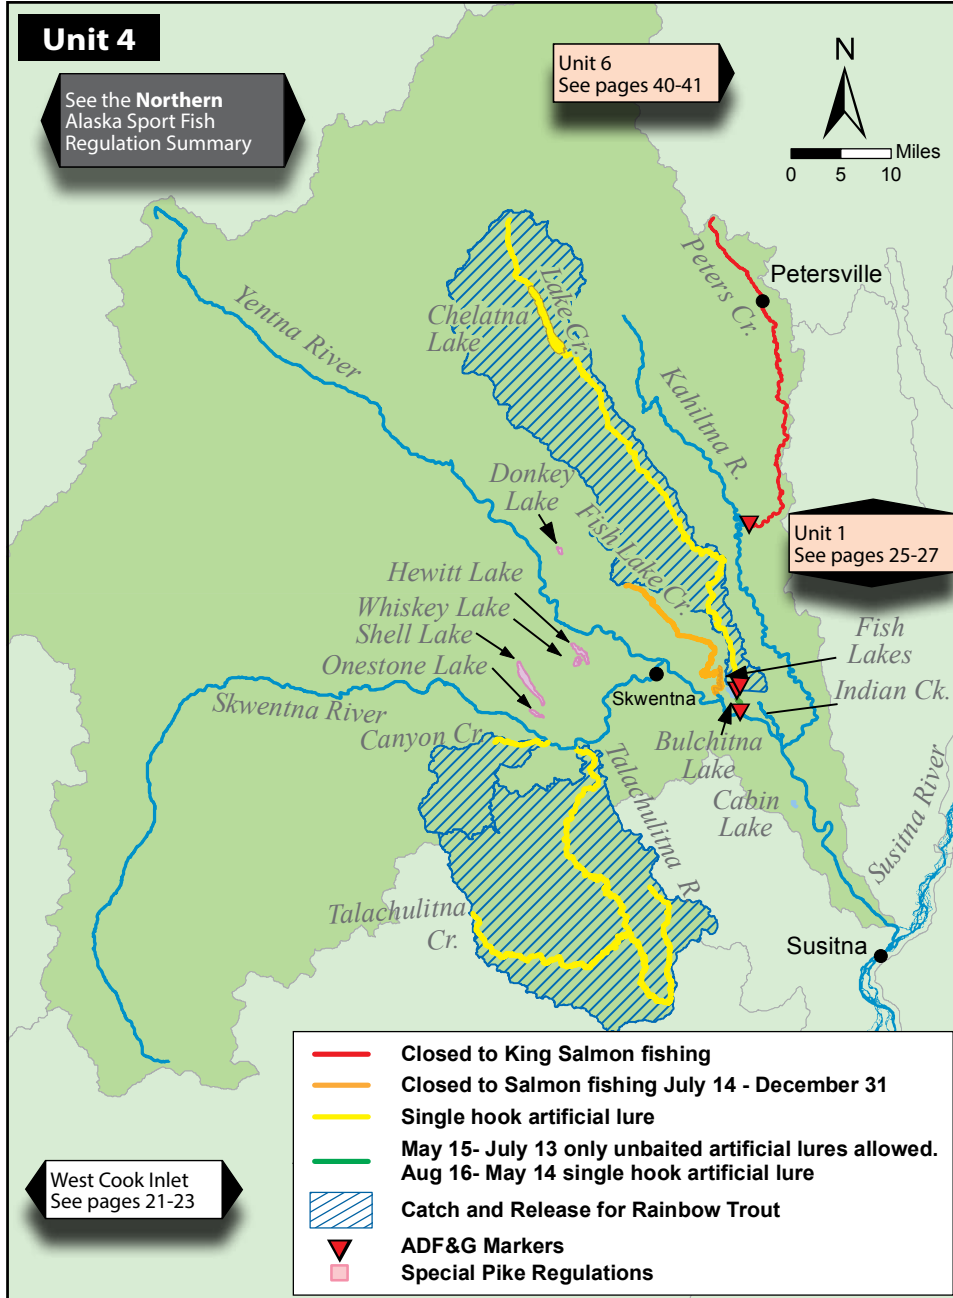 Unit 4
See the Northern
Alaska Sport Fish
Regulation Summary
Unit 6
See pages 40-41
N
Miles
0 5 10
Peters Cr.
Petersville
Yentna River
Chelatna
Lake
Lake Cr.
Kahiltna R.
Donkey
Lake
Fish Lake Cr.
Unit 1
See pages 25-27
Hewitt Lake
Whiskey Lake
Shell Lake
Onestone Lake
Fish
Lakes
Skwentna
Indian Ck.
Skwentna River
Canyon Cr.
Bulchitna
Lake
Talachulitna R.
Cabin
Lake
Susitna River
Talachulitna
Cr.
Susitna
Closed to King Salmon fishing
Closed to Salmon fishing July 14 - December 31
Single hook artificial lure
May 15- July 13 only unbaited artificial lures allowed.
Aug 16- May 14 single hook artificial lure
Catch and Release for Rainbow Trout
ADF&G Markers
Special Pike Regulations
West Cook Inlet
See pages 21-23